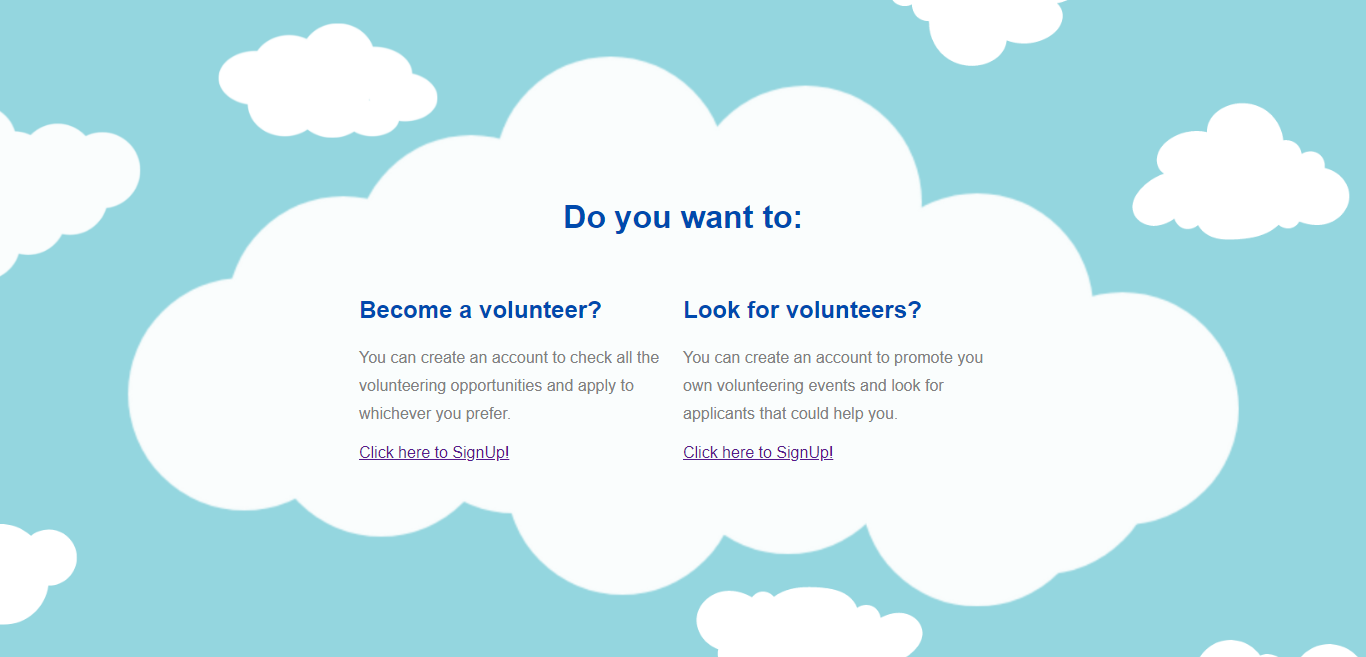 Do you want to:
Become a volunteer?
You can create an account to check all the
volunteering opportunities and apply to
whichever you prefer.
Click here to SignUp!
Look for volunteers?
You can create an account to promote you
own volunteering events and look for
applicants that could help you.
Click here to SignUp!